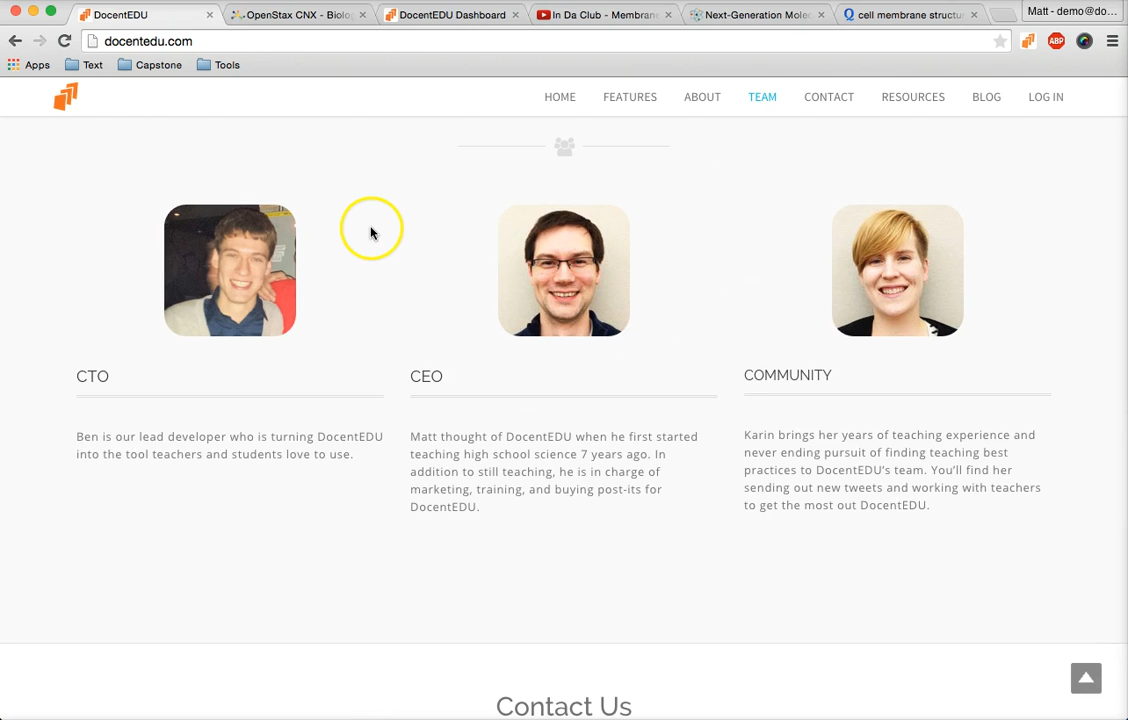 DocentEDU
OpenStax CNX - Biolo
DocentEDU Dashboard
In Da Club - Membrane
Next-Generation Molec
cell membrane structu
Matt - demo@do...
docentedu.com
ABP
Apps
Text
Capstone
Tools
HOME
FEATURES
ABOUT
TEAM
CONTACT
RESOURCES
BLOG
LOG IN
CTO
Ben is our lead developer who is turning DocentEDU
into the tool teachers and students love to use.
CEO
Matt thought of DocentEDU when he first started
teaching high school science 7 years ago. In
addition to still teaching, he is in charge of
marketing, training, and buying post-its for
DocentEDU.
COMMUNITY
Karin brings her years of teaching experience and
never ending pursuit of finding teaching best
practices to DocentEDU's team. You'll find her
sending out new tweets and working with teachers
to get the most out DocentEDU.
Contact Us